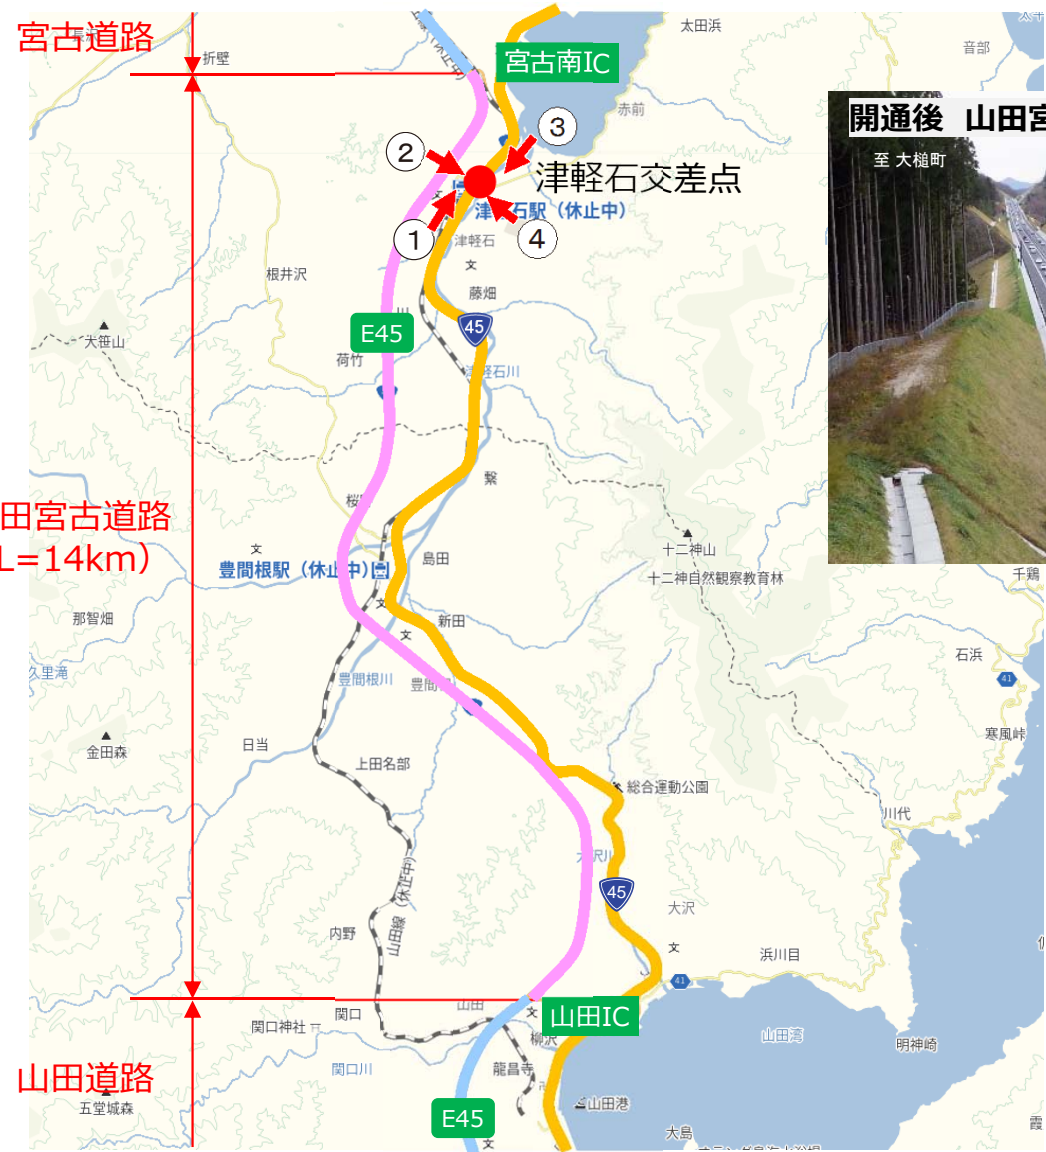 宮古道路
折壁
宮古南IC
太田浜
音部
赤前
開通後 山田宮
至 大槌町
②
③
津軽石交差点
津軽石駅（休止中）
①
④
津軽石
文
根井沢
藤畑
45
E45
大笹山
荷竹
津軽石川
繋
田宮古道路
L=14km）
文
十二神山
島田
豊間根駅（休止中）
十二神自然観察教育林
千鶏
文
那智畑
新田
文
石浜
久里滝
豊間根川
41
寒風峠
日当
金田森
上田名部
総合運動公園
川代
大沢川
45
大沢
山田線（休止中）
内野
文
浜川目
41
山田
関口
文
山田IC
関口神社
柳沢
山田湾
明神崎
関口川
龍昌寺
山田道路
五堂城森
E45
山田港
大島
文
霞